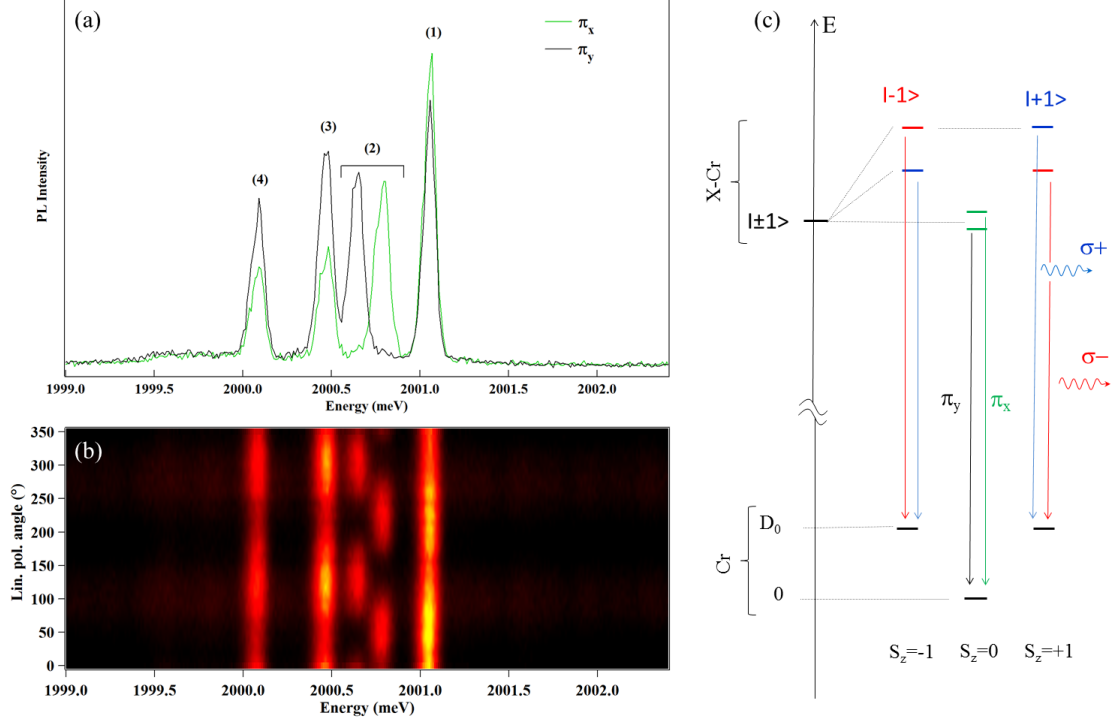 (a)
πx
πy
(1)
(2)
(3)
(4)
PL Intensity
1999.0 1999.5 2000.0 2000.5 2001.0 2001.5 2002.0
Energy (meV)
(b)
350
300
250
200
150
100
50
0
Lin. pol. angle (°)
1999.0 1999.5 2000.0 2000.5 2001.0 2001.5 2002.0
Energy (meV)
(c)
E
|-1>
|+1>
X-Cr
|±1>
σ+
σ−
πy
πx
Cr
D0
0
Sz=-1 Sz=0 Sz=+1